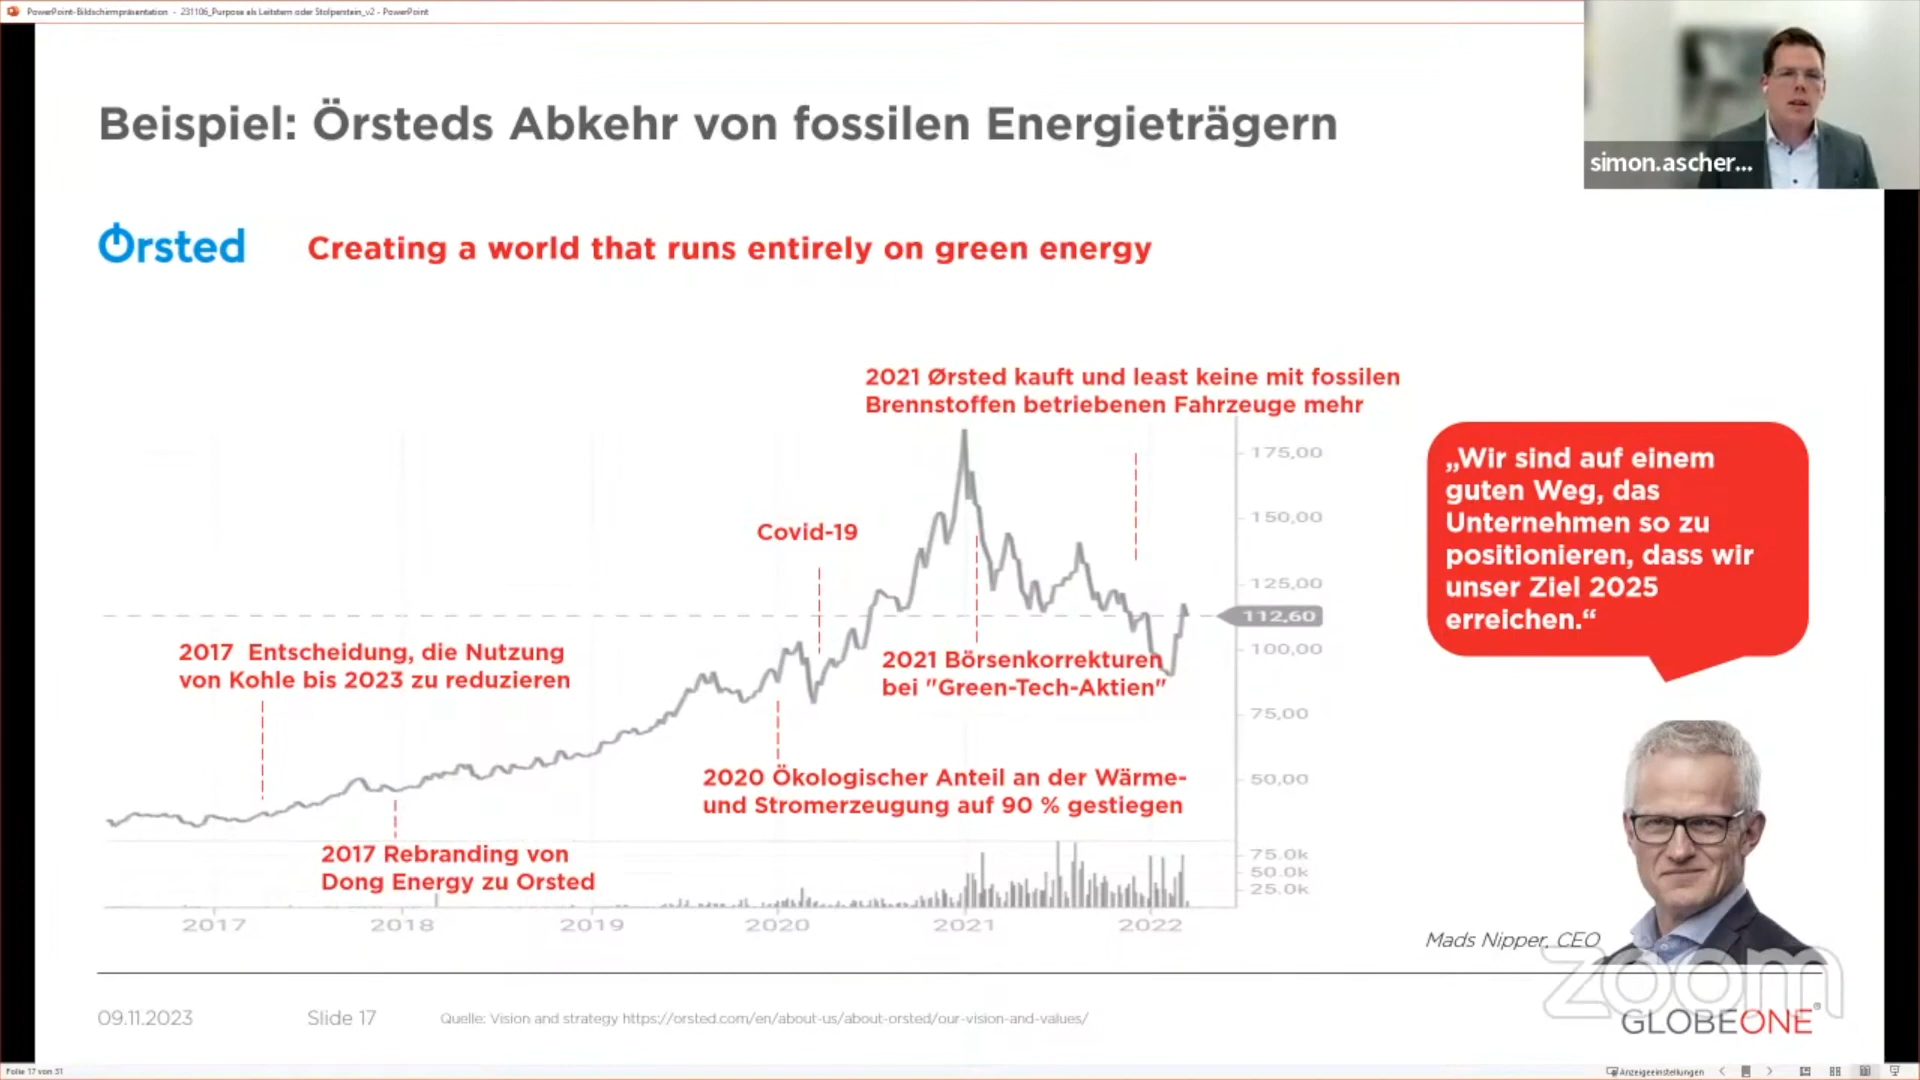 PowerPoint-Bildschirmpräsentation - 231106_Purpose als Leitstern oder Stolperstein_v2 - PowerPoint
simon.ascher...
Beispiel: Örsteds Abkehr von fossilen Energieträgern
Ørsted
Creating a world that runs entirely on green energy
2021 Ørsted kauft und least keine mit fossilen
Brennstoffen betriebenen Fahrzeuge mehr
175,00
150,00
125,00
112,60
100,00
75,00
50,00
75.0k
50.0k
25.0k
Covid-19
2017 Entscheidung, die Nutzung
von Kohle bis 2023 zu reduzieren
2021 Börsenkorrekturen
bei "Green-Tech-Aktien"
2020 Ökologischer Anteil an der Wärme-
und Stromerzeugung auf 90 % gestiegen
2017 Rebranding von
Dong Energy zu Orsted
2017
2018
2019
2020
2021
2022
„Wir sind auf einem
guten Weg, das
Unternehmen so zu
positionieren, dass wir
unser Ziel 2025
erreichen.“
Mads Nipper, CEO
zoom
09.11.2023
Slide 17
Quelle: Vision and strategy https://orsted.com/en/about-us/about-orsted/our-vision-and-values/
GLOBEONE®
Folie 17 von 31
Anzeigeeinstellungen